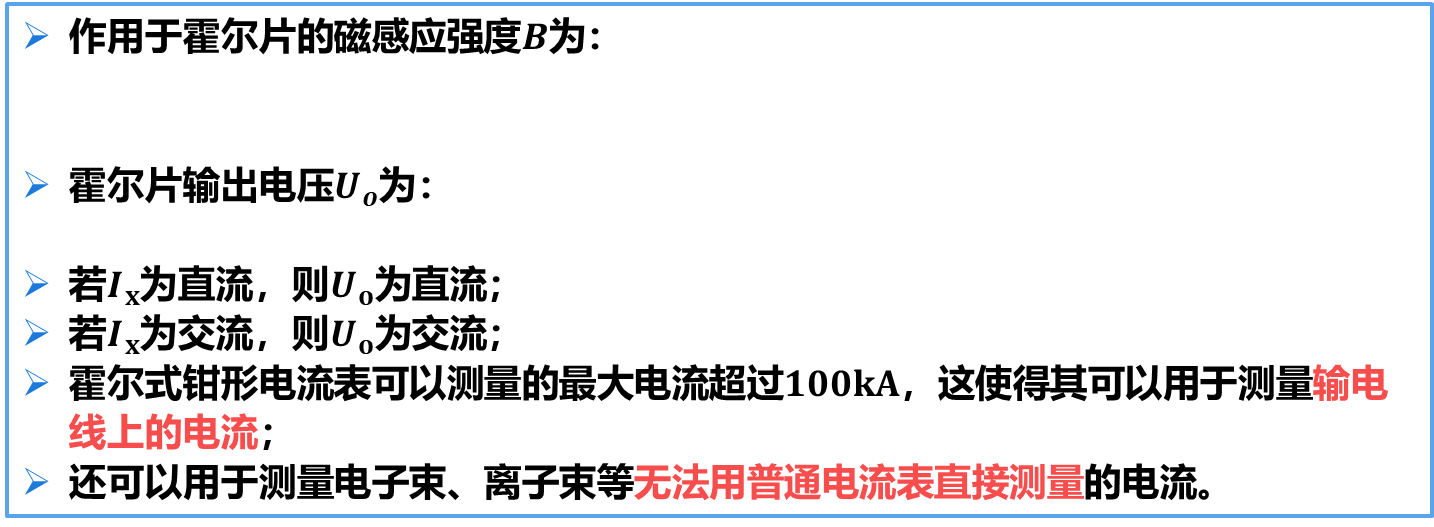 ➢ 作用于霍尔片的磁感应强度B为：
➢ 霍尔片输出电压Uₒ为：
➢ 若Iₓ为直流，则Uₒ为直流；
➢ 若Iₓ为交流，则Uₒ为交流；
➢ 霍尔式钳形电流表可以测量的最大电流超过100kA，这使得其可以用于测量输电
线上的电流；
➢ 还可以用于测量电子束、离子束等无法用普通电流表直接测量的电流。